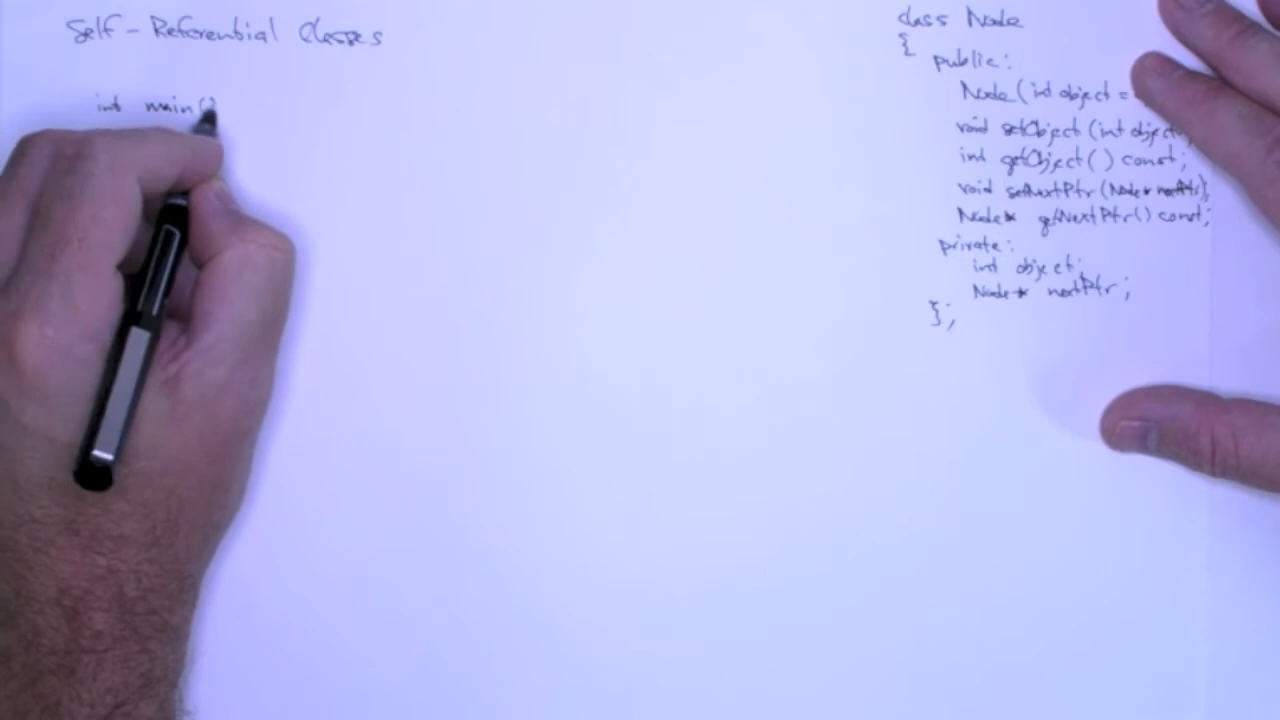 Self-Referential Classes
int main()
class Node
{
public:
Node(int object =
void setObject(int object
int getObject() const;
void setNextPtr(Node* nextPtr);
Node* getNextPtr() const;
private:
int object;
Node* nextPtr;
};